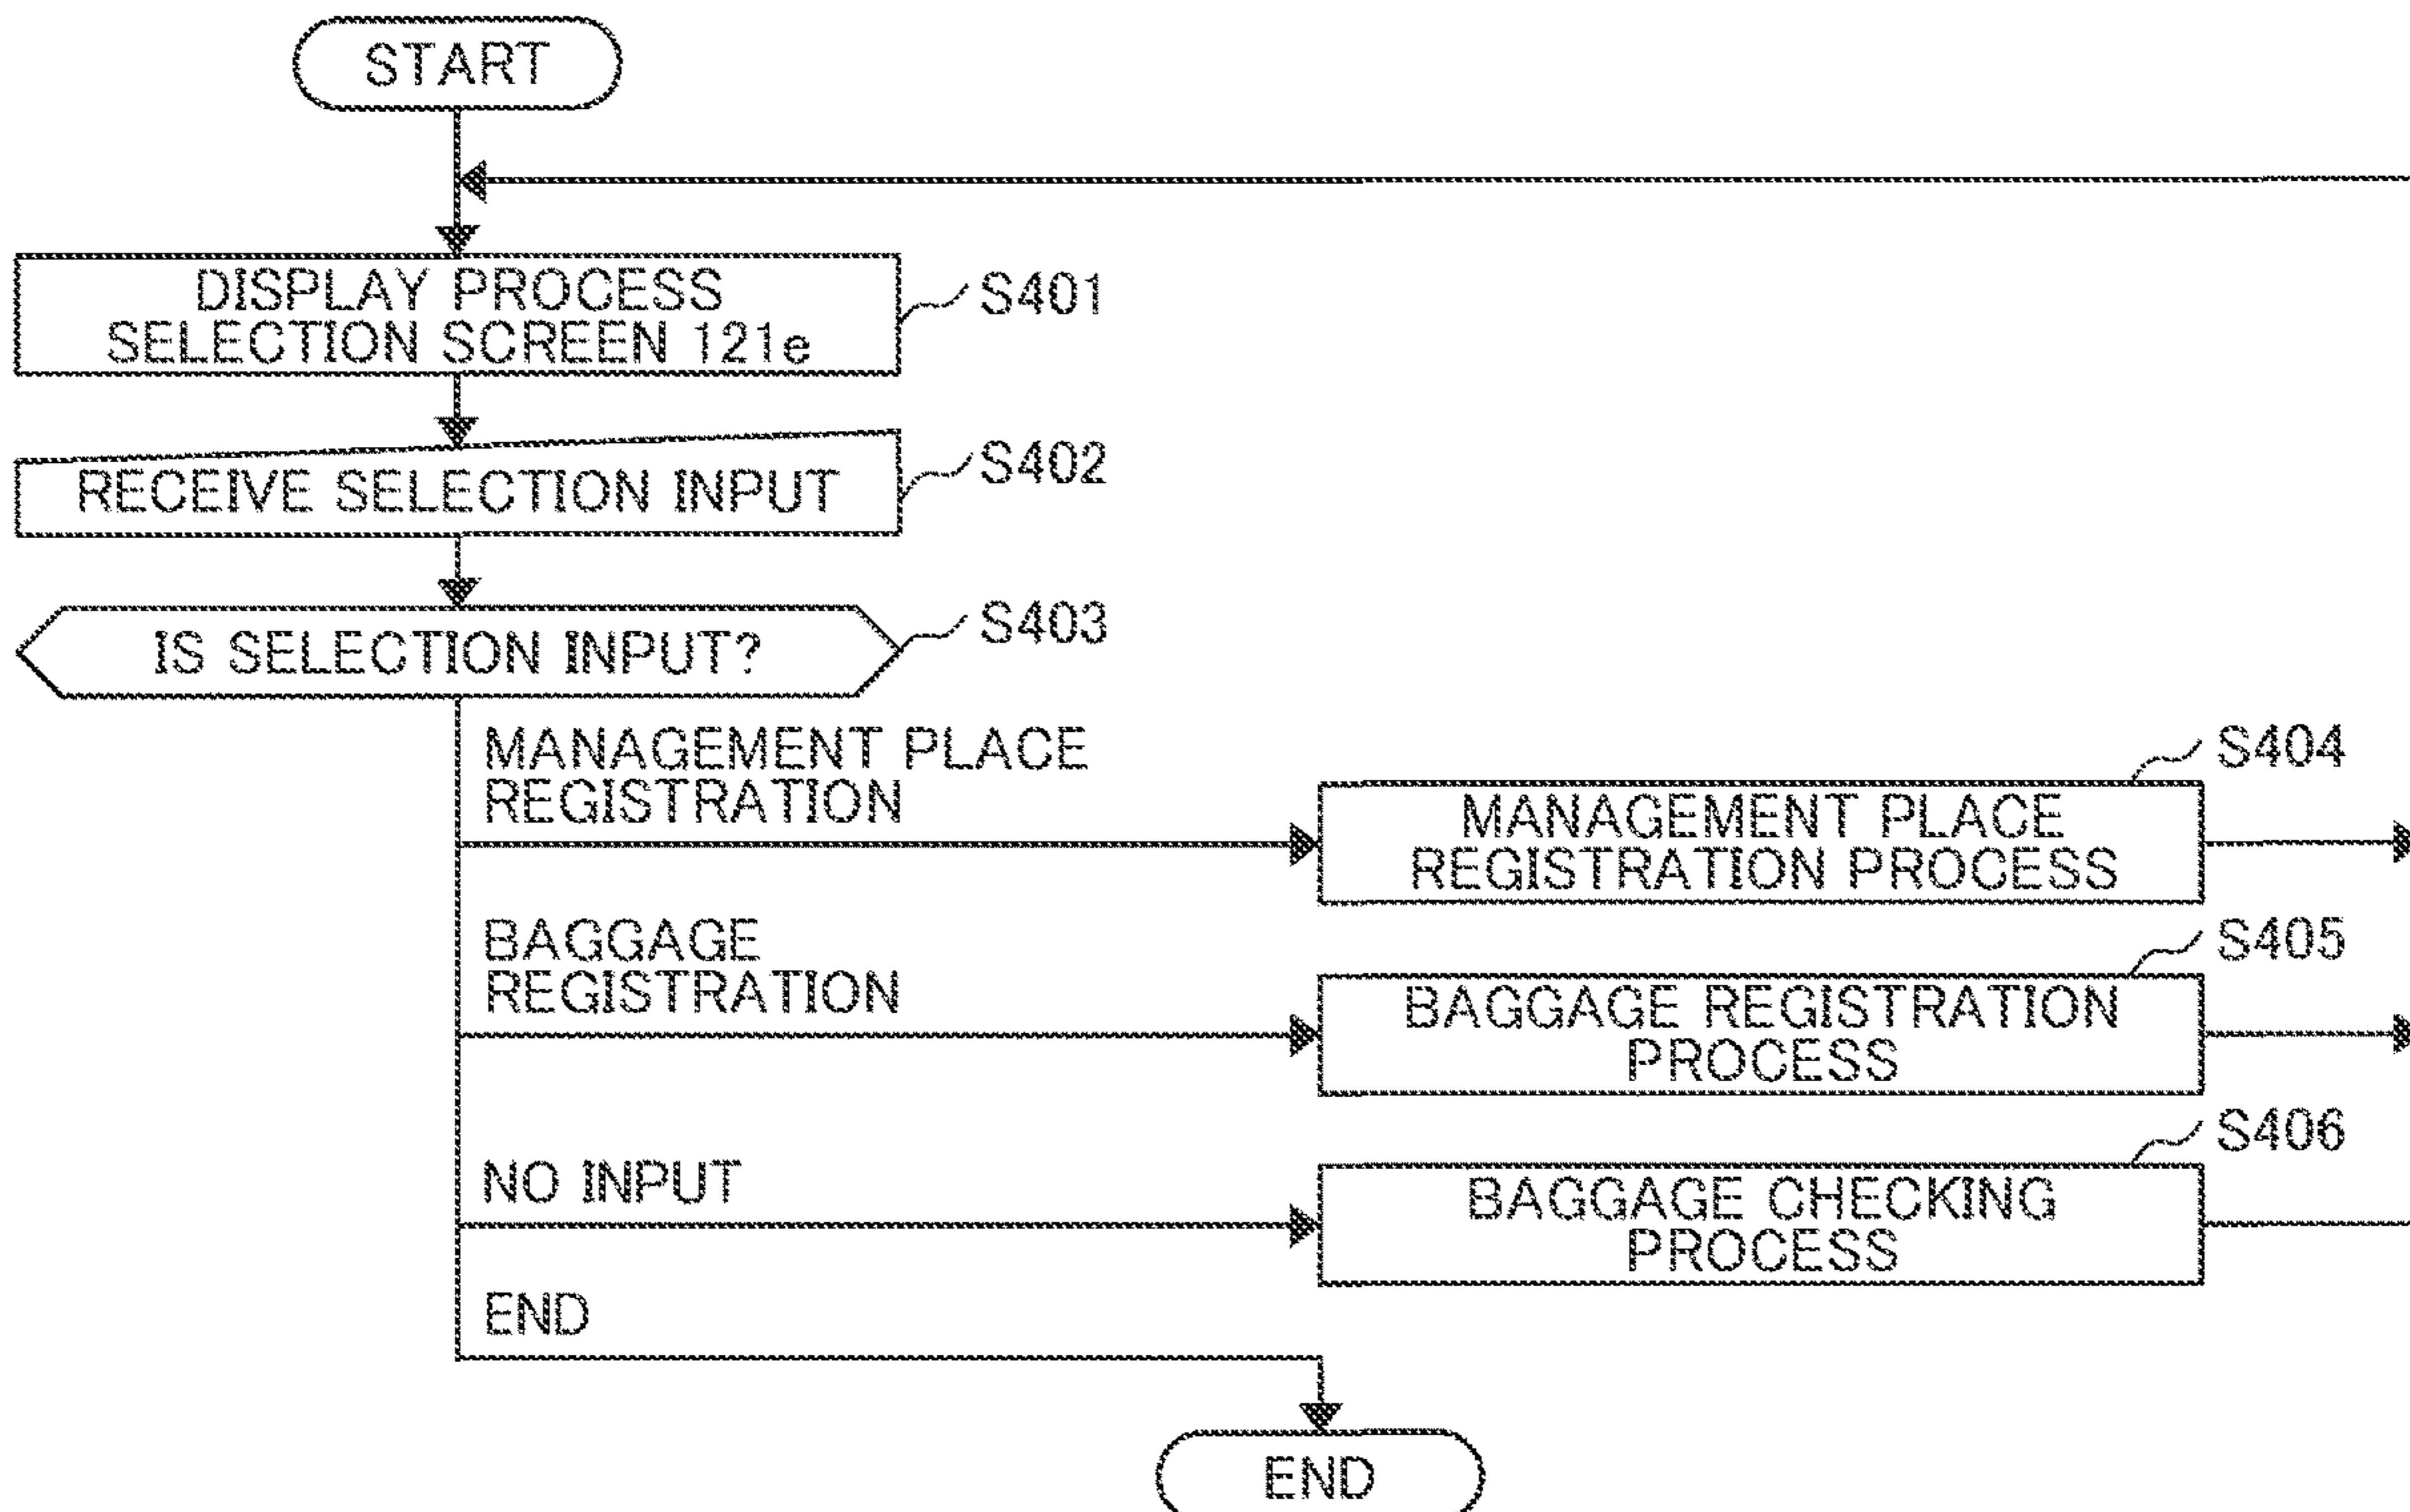 START
DISPLAY PROCESS
SELECTION SCREEN 121e
S401
RECEIVE SELECTION INPUT
S402
IS SELECTION INPUT?
S403
MANAGEMENT PLACE
REGISTRATION
S404
MANAGEMENT PLACE
REGISTRATION PROCESS
BAGGAGE
REGISTRATION
S405
BAGGAGE REGISTRATION
PROCESS
NO INPUT
S406
BAGGAGE CHECKING
PROCESS
END
END